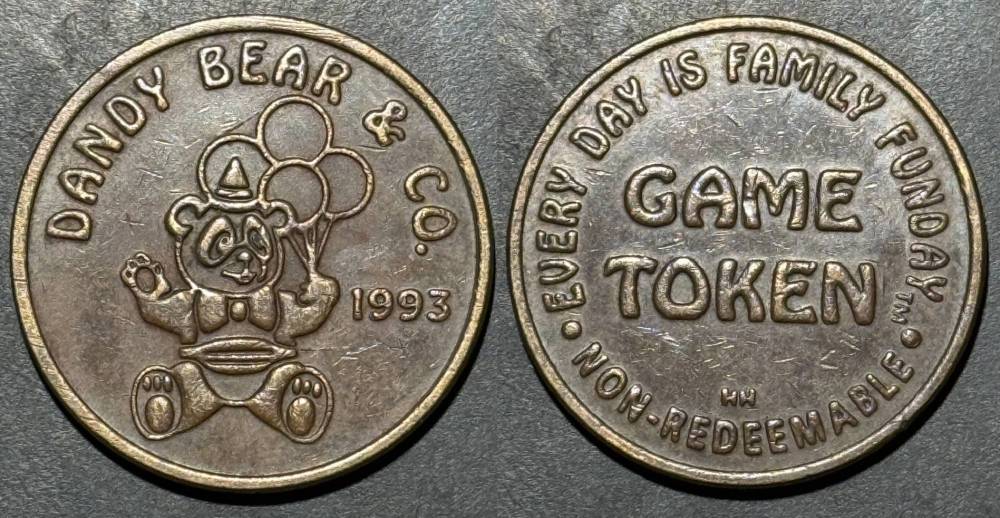 DANDY BEAR & CO.
1993
• EVERY DAY IS FAMILY FUNDAY™ •
GAME
TOKEN
HH
NON-REDEEMABLE